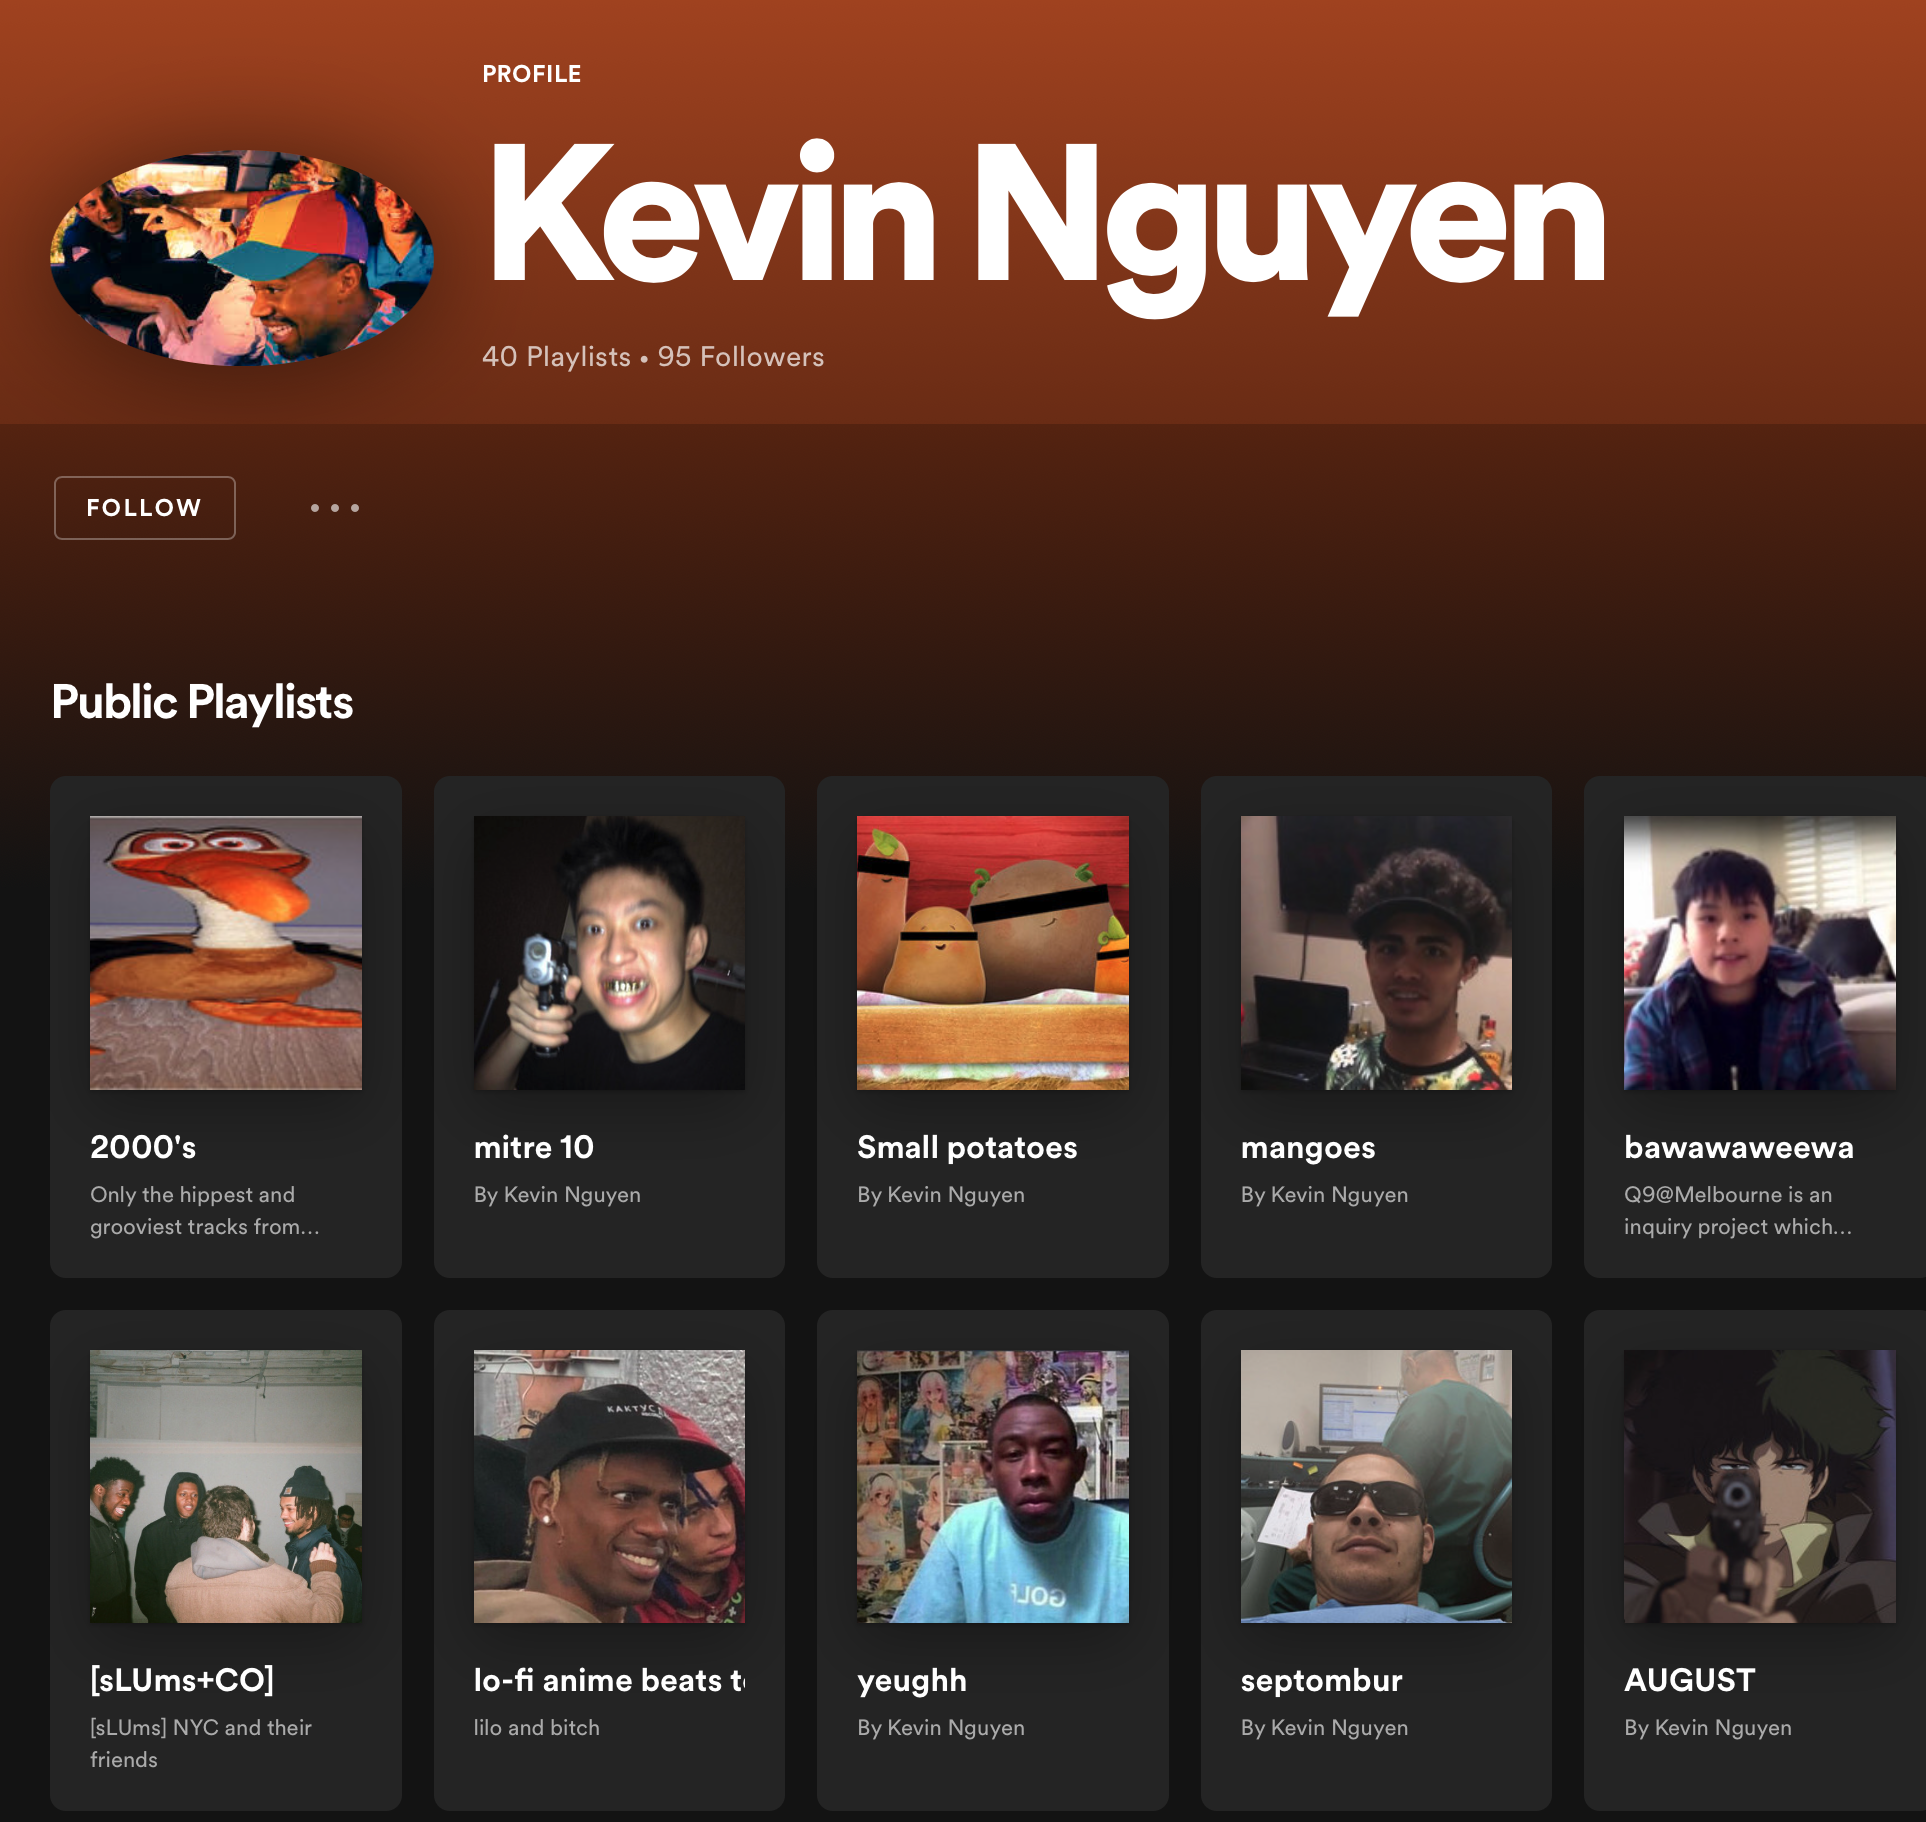 PROFILE
Kevin Nguyen
40 Playlists • 95 Followers
FOLLOW
Public Playlists
2000's
Only the hippest and
grooviest tracks from...
mitre 10
By Kevin Nguyen
Small potatoes
By Kevin Nguyen
mangoes
By Kevin Nguyen
bawawaweewa
Q9@Melbourne is an
inquiry project which...
KAKTYC
GOLF
[sLUms+CO]
[sLUms] NYC and their
friends
lo-fi anime beats t
lilo and bitch
yeughh
By Kevin Nguyen
septombur
By Kevin Nguyen
AUGUST
By Kevin Nguyen